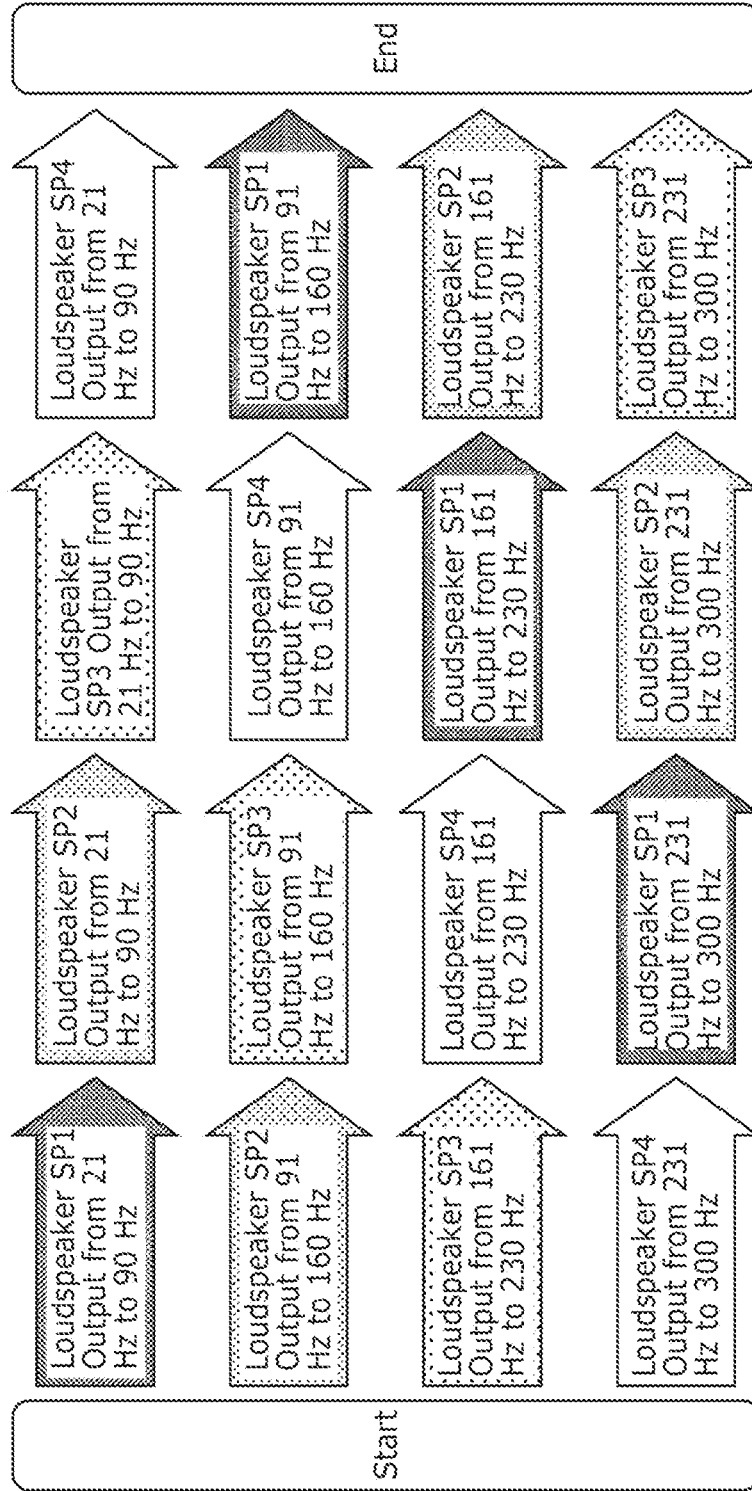 Start
Loudspeaker SP1
Output from 21
Hz to 90 Hz
Loudspeaker SP2
Output from 21
Hz to 90 Hz
Loudspeaker
SP3 Output from
21 Hz to 90 Hz
Loudspeaker SP4
Output from 21
Hz to 90 Hz
Loudspeaker SP2
Output from 91
Hz to 160 Hz
Loudspeaker SP3
Output from 91
Hz to 160 Hz
Loudspeaker SP4
Output from 91
Hz to 160 Hz
Loudspeaker SP1
Output from 91
Hz to 160 Hz
Loudspeaker SP3
Output from 161
Hz to 230 Hz
Loudspeaker SP4
Output from 161
Hz to 230 Hz
Loudspeaker SP1
Output from 161
Hz to 230 Hz
Loudspeaker SP2
Output from 161
Hz to 230 Hz
Loudspeaker SP4
Output from 231
Hz to 300 Hz
Loudspeaker SP1
Output from 231
Hz to 300 Hz
Loudspeaker SP2
Output from 231
Hz to 300 Hz
Loudspeaker SP3
Output from 231
Hz to 300 Hz
End